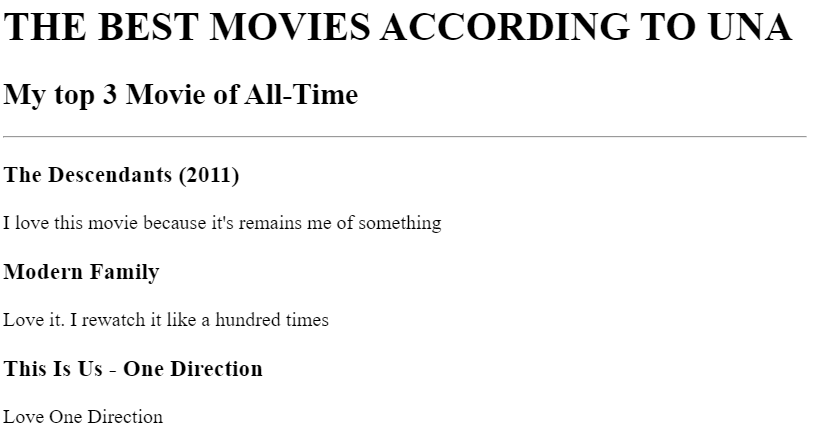 THE BEST MOVIES ACCORDING TO UNA
My top 3 Movie of All-Time
The Descendants (2011)
I love this movie because it's remains me of something
Modern Family
Love it. I rewatch it like a hundred times
This Is Us - One Direction
Love One Direction